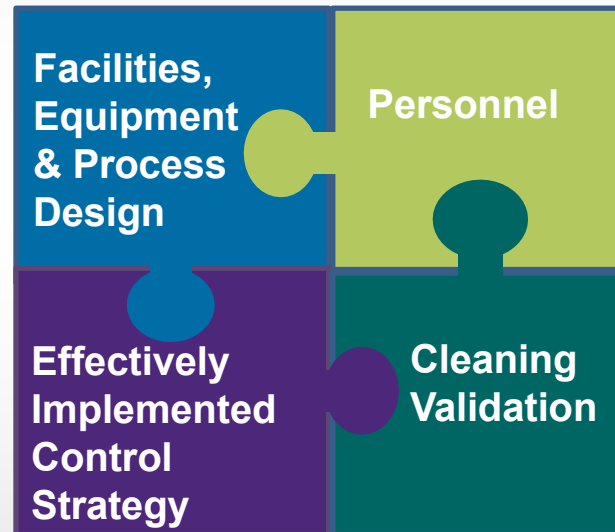 Facilities,
Equipment
& Process
Design
Personnel
Effectively
Implemented
Control
Strategy
Cleaning
Validation